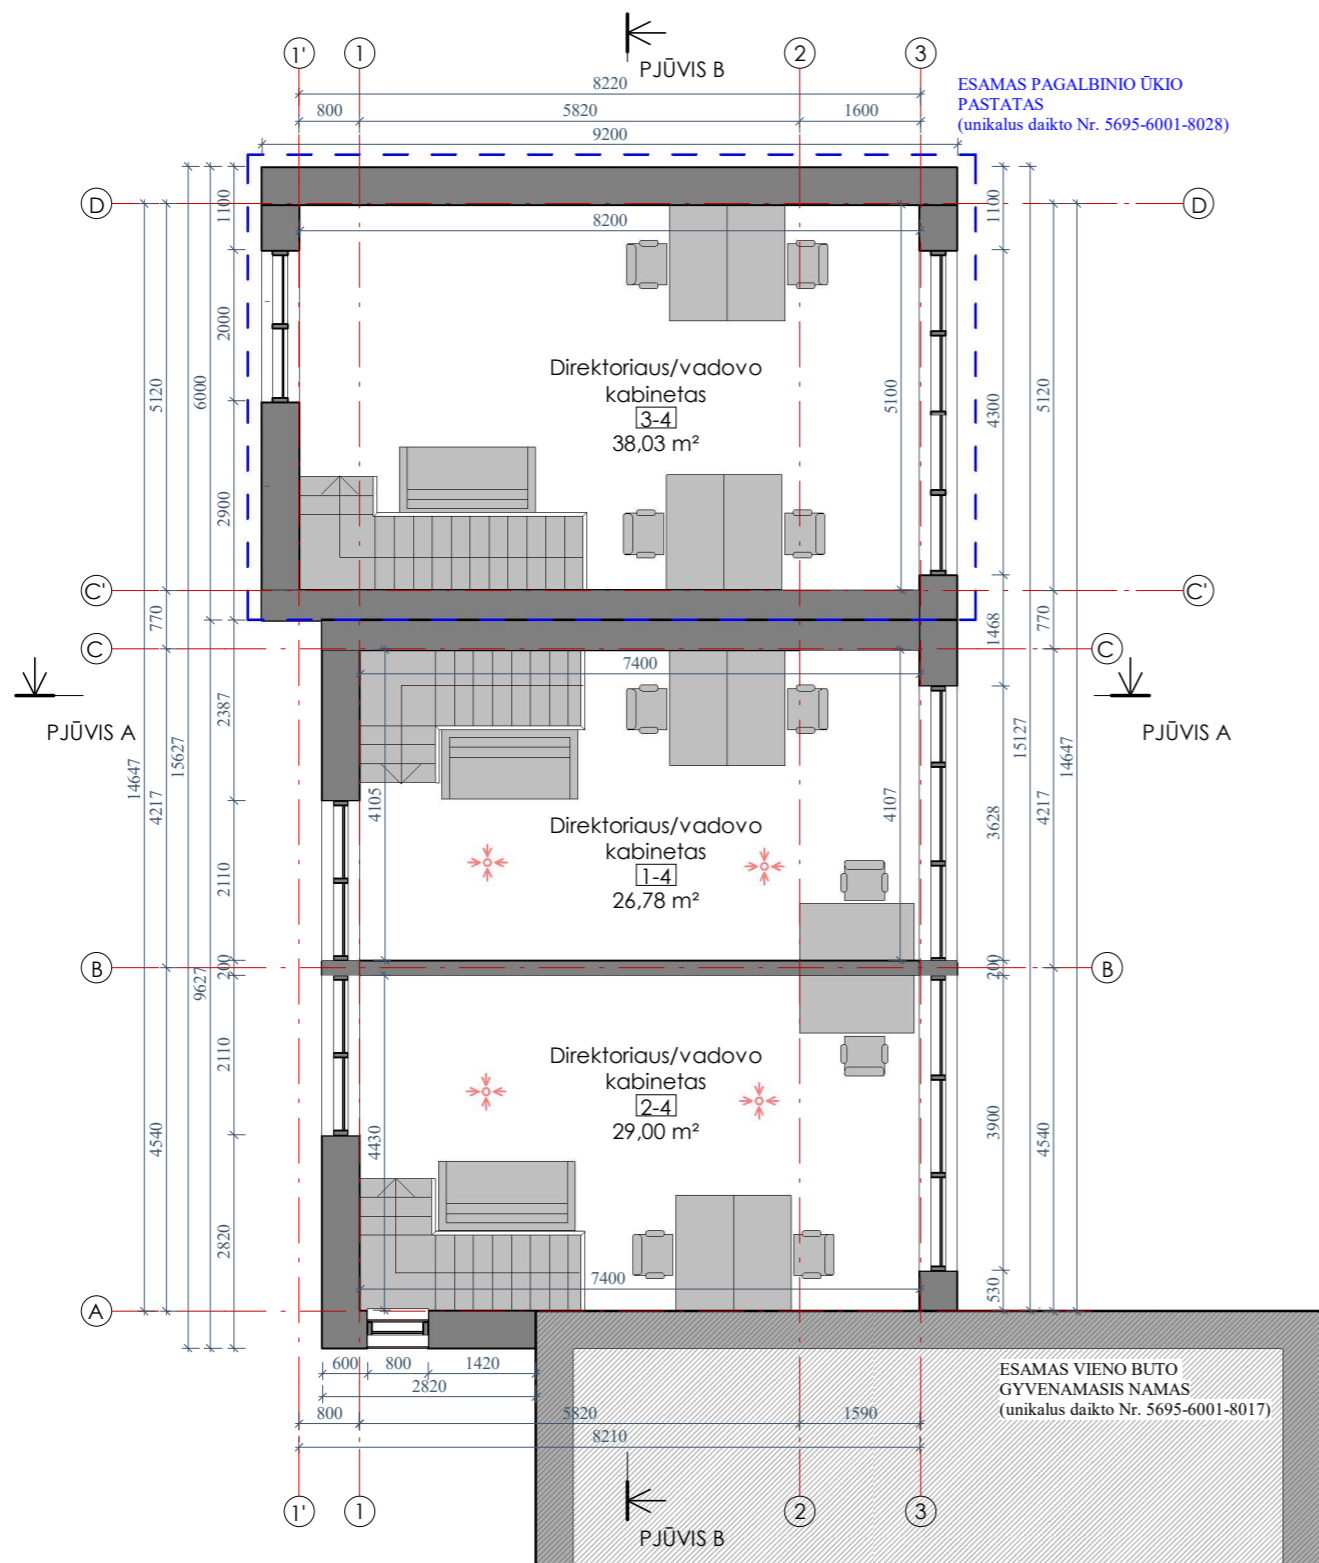 PJŪVIS B
1'
1
2
3
8220
800
5820
1600
9200
ESAMAS PAGALBINIO ŪKIO
PASTATAS
(unikalus daikto Nr. 5695-6001-8028)
D
D
1100
1100
8200
2000
6000
5120
Direktoriaus/vadovo
kabinetas
3-4
38,03 m²
5100
4300
5120
2900
C'
C'
770
1468
770
C
C
7400
PJŪVIS A
PJŪVIS A
2387
15627
14647
4217
4105
4107
3628
15127
4217
14647
Direktoriaus/vadovo
kabinetas
1-4
26,78 m²
2110
B
B
200
200
9627
2110
Direktoriaus/vadovo
kabinetas
2-4
29,00 m²
4540
4430
3900
4540
2820
7400
530
A
600
800
1420
2820
800
5820
1590
8210
ESAMAS VIENO BUTO
GYVENAMASIS NAMAS
(unikalus daikto Nr. 5695-6001-8017)
1'
1
2
3
PJŪVIS B